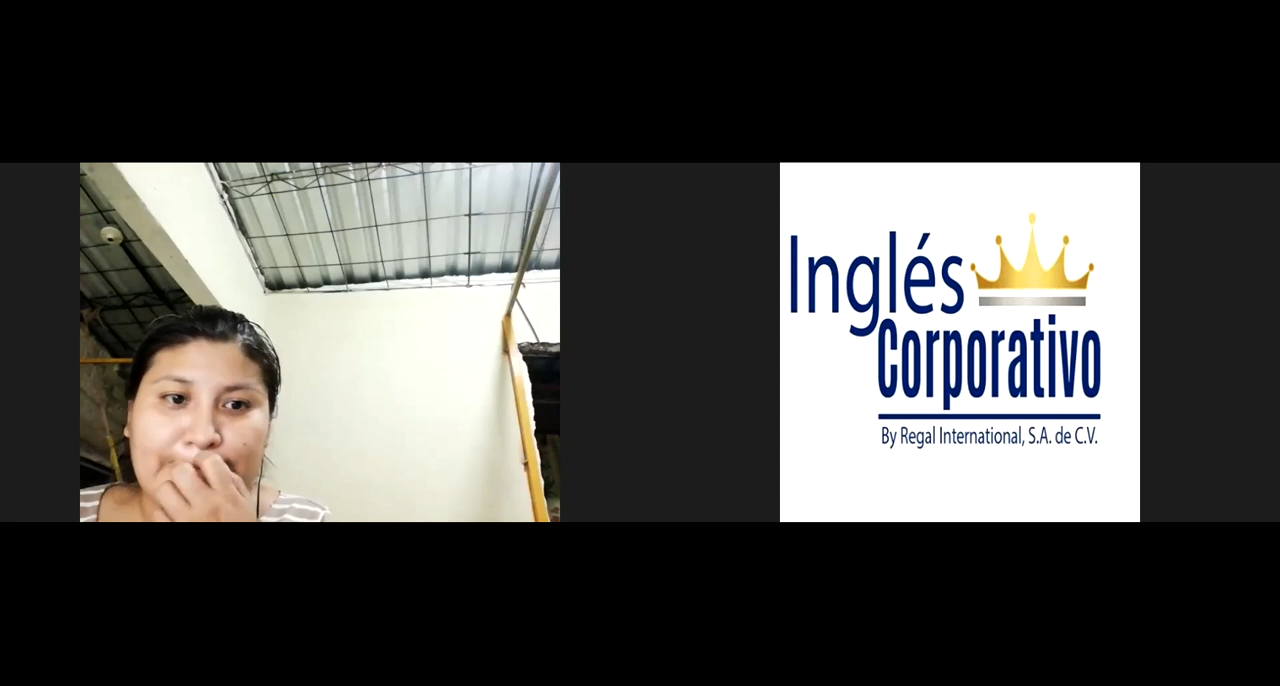 Inglés
Corporativo
By Regal International, S.A. de C.V.